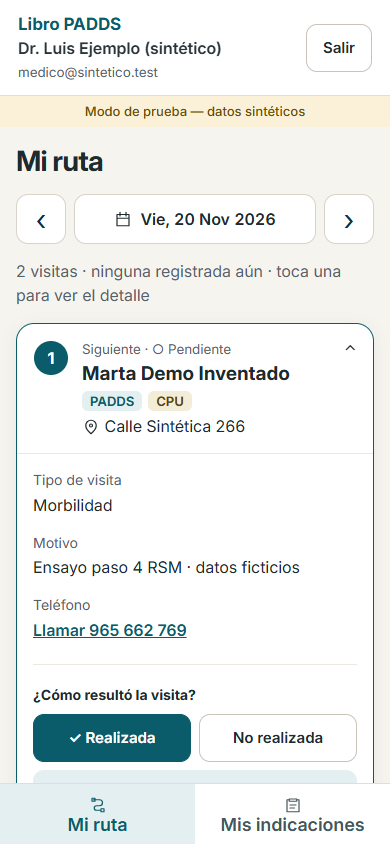 Libro PADDS
Dr. Luis Ejemplo (sintético)
medico@sintetico.test
Salir
Modo de prueba — datos sintéticos
Mi ruta
‹
Vie, 20 Nov 2026
›
2 visitas · ninguna registrada aún · toca una
para ver el detalle
1
Siguiente · ○ Pendiente
Marta Demo Inventado
PADDS CPU
Calle Sintética 266
Tipo de visita
Morbilidad
Motivo
Ensayo paso 4 RSM · datos ficticios
Teléfono
Llamar 965 662 769
¿Cómo resultó la visita?
✓ Realizada
No realizada
Mi ruta
Mis indicaciones